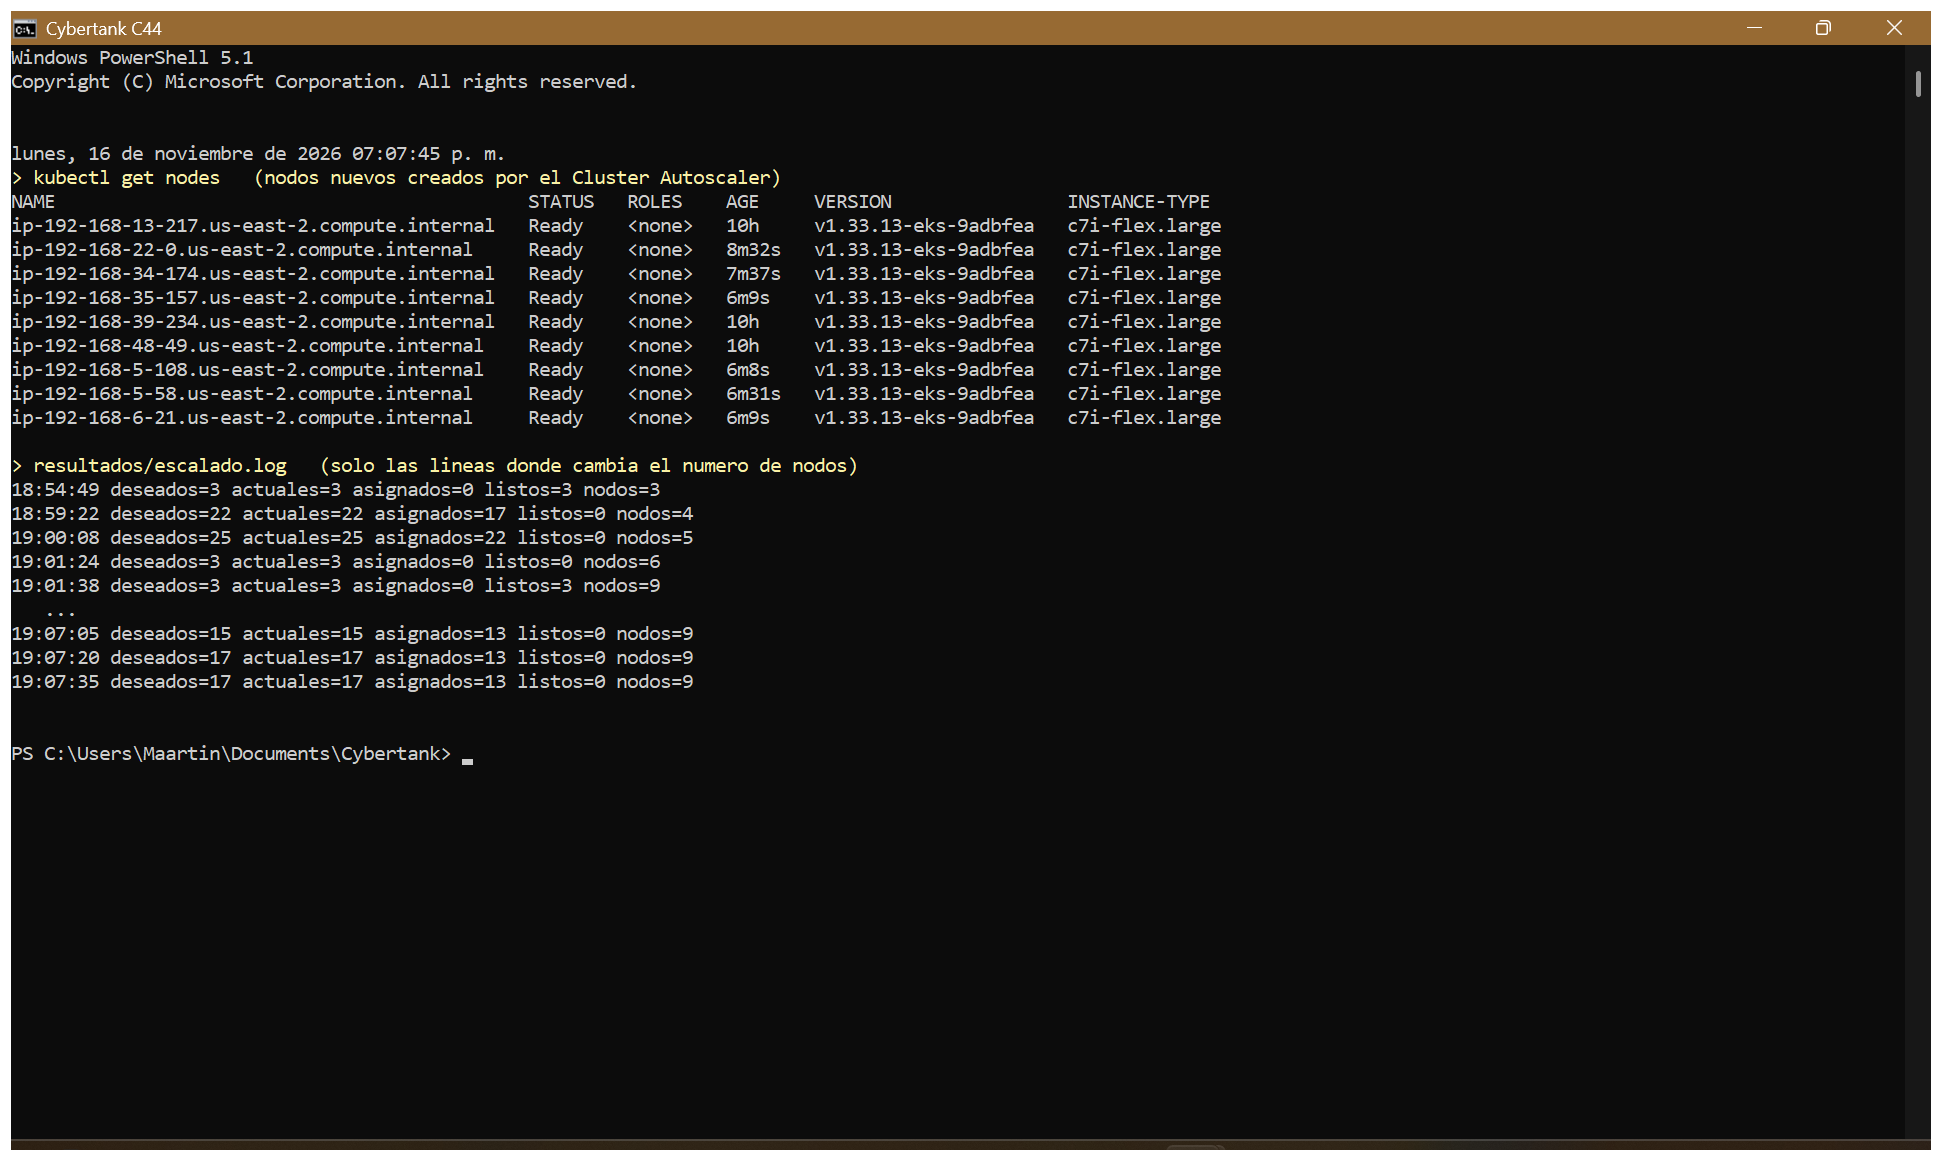 Cybertank C44
Windows PowerShell 5.1
Copyright (C) Microsoft Corporation. All rights reserved.
lunes, 16 de noviembre de 2026 07:07:45 p. m.
> kubectl get nodes   (nodos nuevos creados por el Cluster Autoscaler)
NAME                                           STATUS   ROLES    AGE     VERSION                INSTANCE-TYPE
ip-192-168-13-217.us-east-2.compute.internal   Ready    <none>   10h     v1.33.13-eks-9adbfea   c7i-flex.large
ip-192-168-22-0.us-east-2.compute.internal     Ready    <none>   8m32s   v1.33.13-eks-9adbfea   c7i-flex.large
ip-192-168-34-174.us-east-2.compute.internal   Ready    <none>   7m37s   v1.33.13-eks-9adbfea   c7i-flex.large
ip-192-168-35-157.us-east-2.compute.internal   Ready    <none>   6m9s    v1.33.13-eks-9adbfea   c7i-flex.large
ip-192-168-39-234.us-east-2.compute.internal   Ready    <none>   10h     v1.33.13-eks-9adbfea   c7i-flex.large
ip-192-168-48-49.us-east-2.compute.internal    Ready    <none>   10h     v1.33.13-eks-9adbfea   c7i-flex.large
ip-192-168-5-108.us-east-2.compute.internal    Ready    <none>   6m8s    v1.33.13-eks-9adbfea   c7i-flex.large
ip-192-168-5-58.us-east-2.compute.internal     Ready    <none>   6m31s   v1.33.13-eks-9adbfea   c7i-flex.large
ip-192-168-6-21.us-east-2.compute.internal     Ready    <none>   6m9s    v1.33.13-eks-9adbfea   c7i-flex.large
> resultados/escalado.log   (solo las lineas donde cambia el numero de nodos)
18:54:49 deseados=3 actuales=3 asignados=0 listos=3 nodos=3
18:59:22 deseados=22 actuales=22 asignados=17 listos=0 nodos=4
19:00:08 deseados=25 actuales=25 asignados=22 listos=0 nodos=5
19:01:24 deseados=3 actuales=3 asignados=0 listos=0 nodos=6
19:01:38 deseados=3 actuales=3 asignados=0 listos=3 nodos=9
...
19:07:05 deseados=15 actuales=15 asignados=13 listos=0 nodos=9
19:07:20 deseados=17 actuales=17 asignados=13 listos=0 nodos=9
19:07:35 deseados=17 actuales=17 asignados=13 listos=0 nodos=9
PS C:\Users\Maartin\Documents\Cybertank>